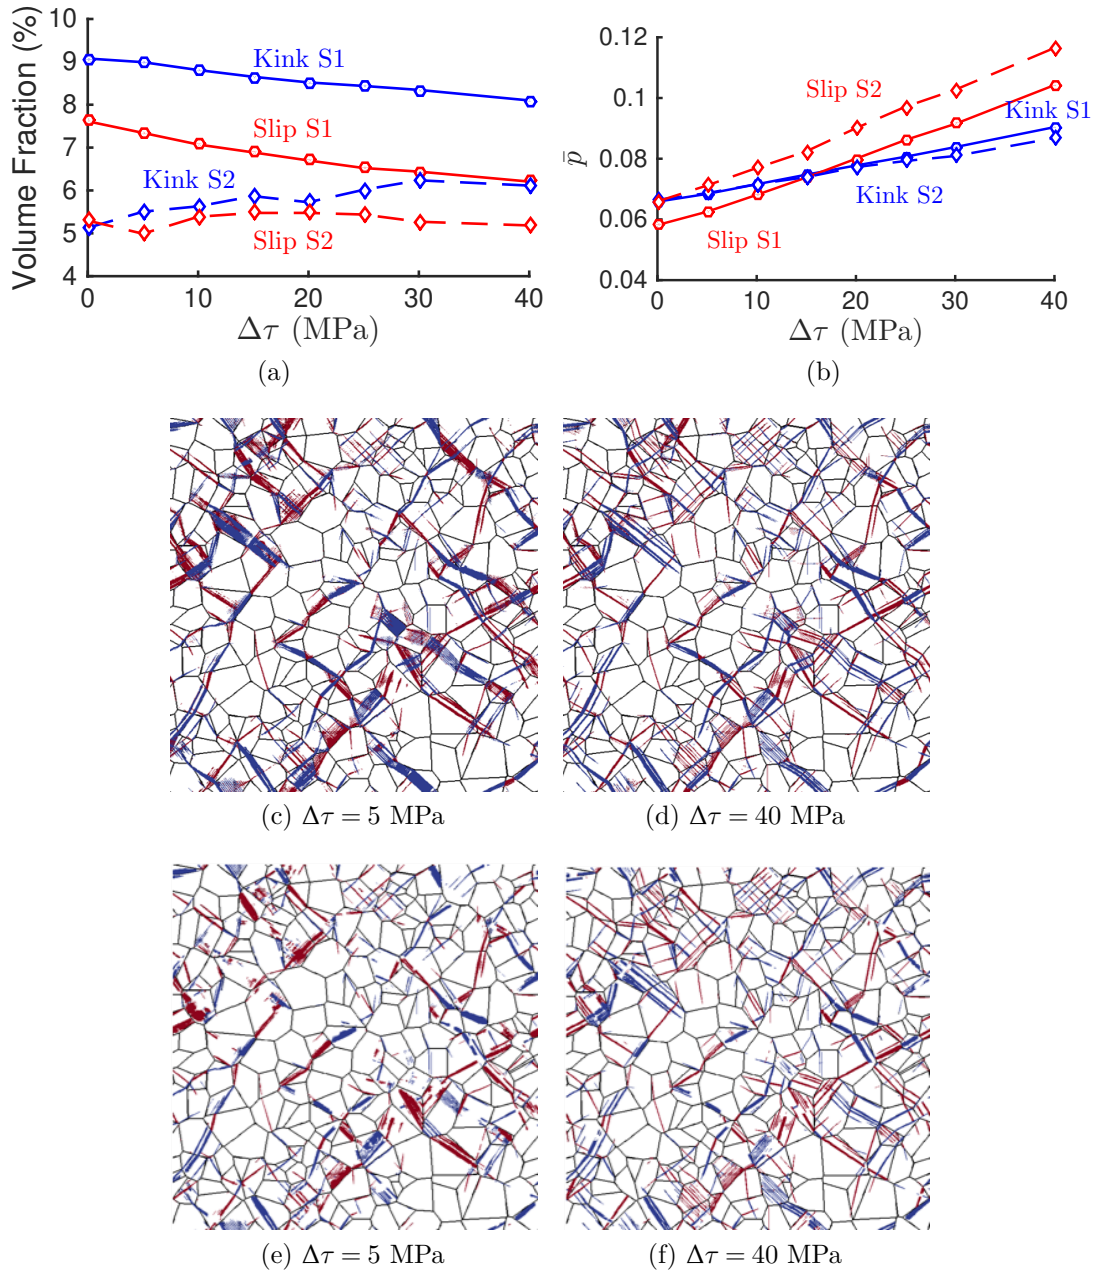 Volume Fraction (%)
10
9
8
7
6
5
4
Kink S1
Slip S1
Kink S2
Slip S2
0
10
20
30
40
Δτ (MPa)
(a)
p̄
0.12
0.1
0.08
0.06
0.04
Slip S2
Kink S1
Kink S2
Slip S1
0
10
20
30
40
Δτ (MPa)
(b)
(c) Δτ = 5 MPa
(d) Δτ = 40 MPa
(e) Δτ = 5 MPa
(f) Δτ = 40 MPa